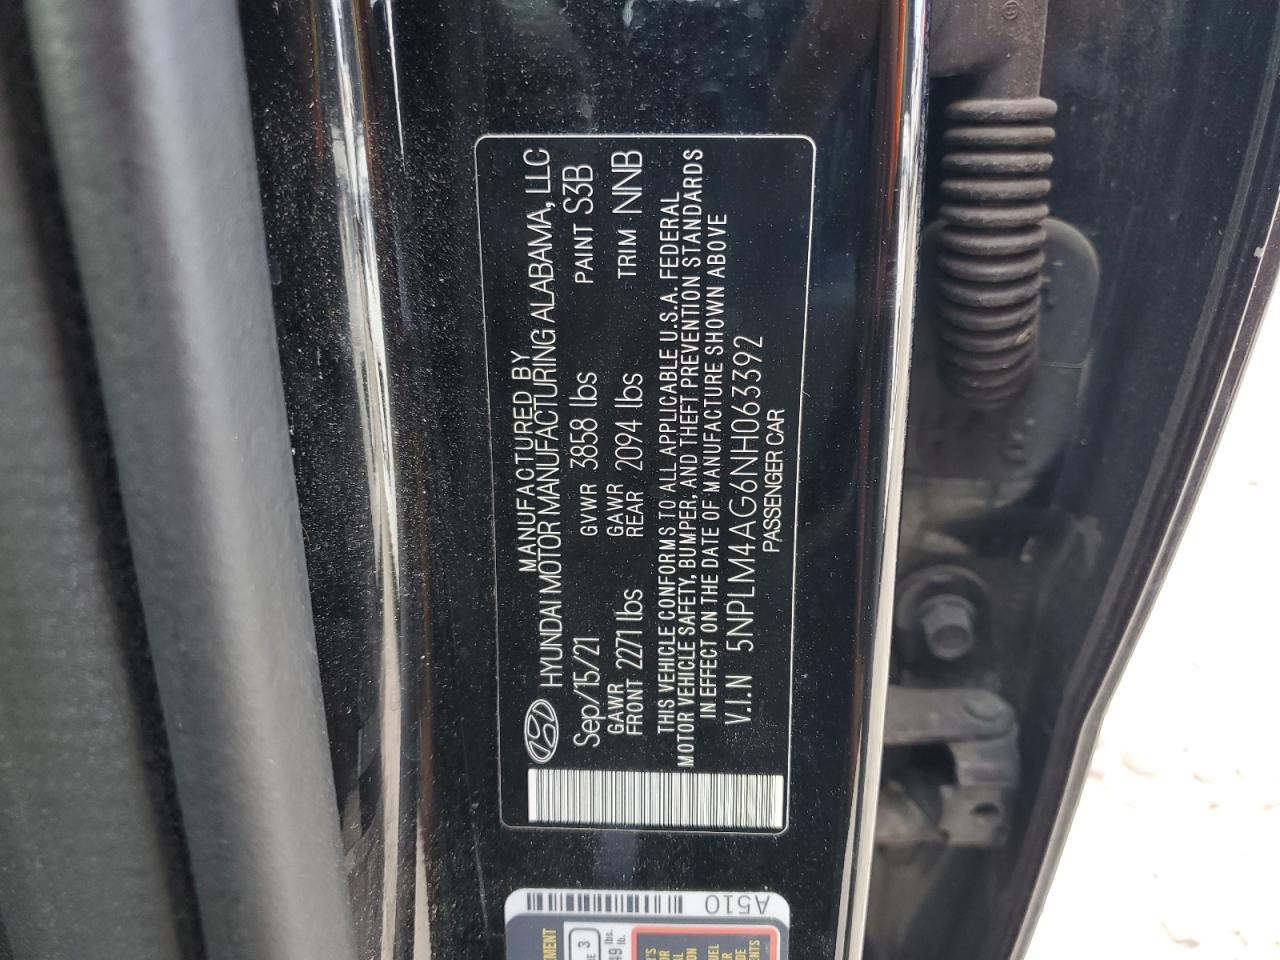 MANUFACTURED BY
HYUNDAI MOTOR MANUFACTURING ALABAMA, LLC
Sep/15/21 GVWR 3858 lbs PAINT S3B
GAWR FRONT 2271 lbs GAWR REAR 2094 lbs TRIM NNB
THIS VEHICLE CONFORMS TO ALL APPLICABLE U.S.A. FEDERAL
MOTOR VEHICLE SAFETY, BUMPER, AND THEFT PREVENTION STANDARDS
IN EFFECT ON THE DATE OF MANUFACTURE SHOWN ABOVE
V.I.N 5NPLM4AG6NH063392
PASSENGER CAR
A510
3